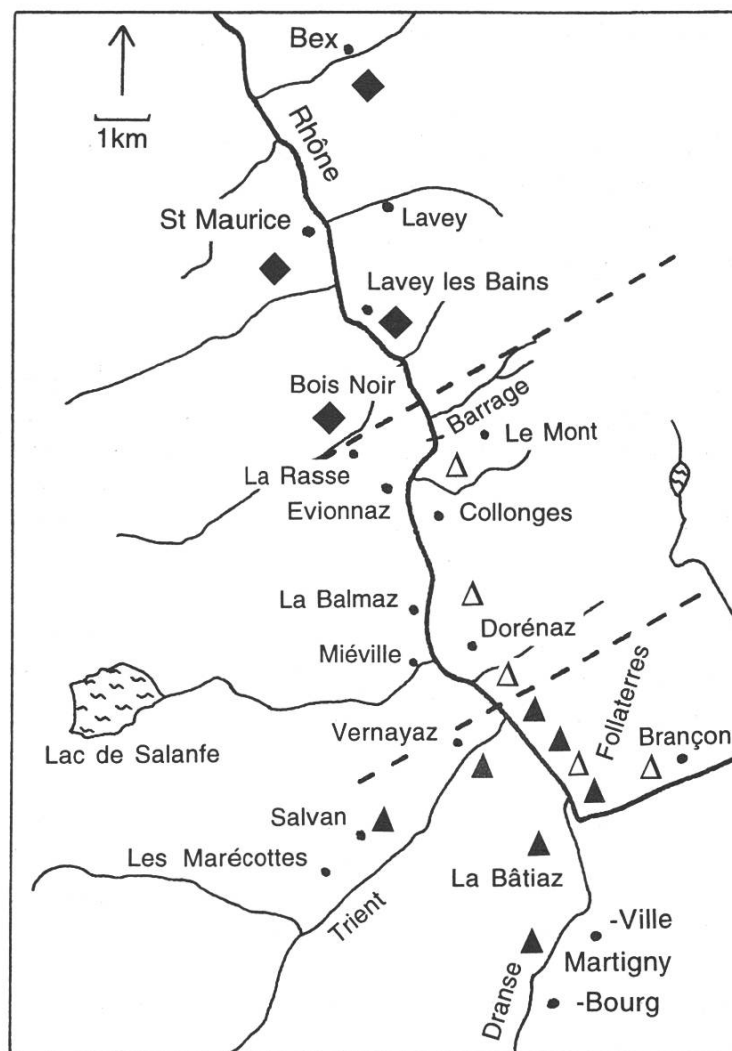 Bex
1km
Rhône
St Maurice
Lavey
Lavey les Bains
Bois Noir
Barrage
Le Mont
La Rasse
Evionnaz
Collonges
La Balmaz
Dorénaz
Miéville
Follaterres
Vernayaz
Brançon
Lac de Salanfe
Salvan
Les Marécottes
La Bâtiaz
Trient
-Ville
Martigny
Dranse
-Bourg